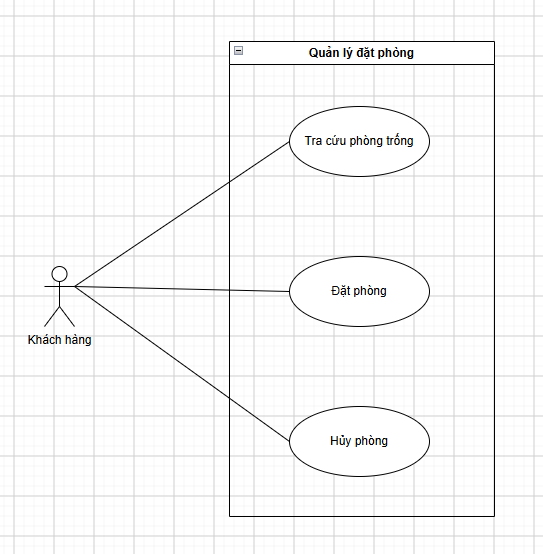 Quản lý đặt phòng
Tra cứu phòng trống
Đặt phòng
Khách hàng
Hủy phòng